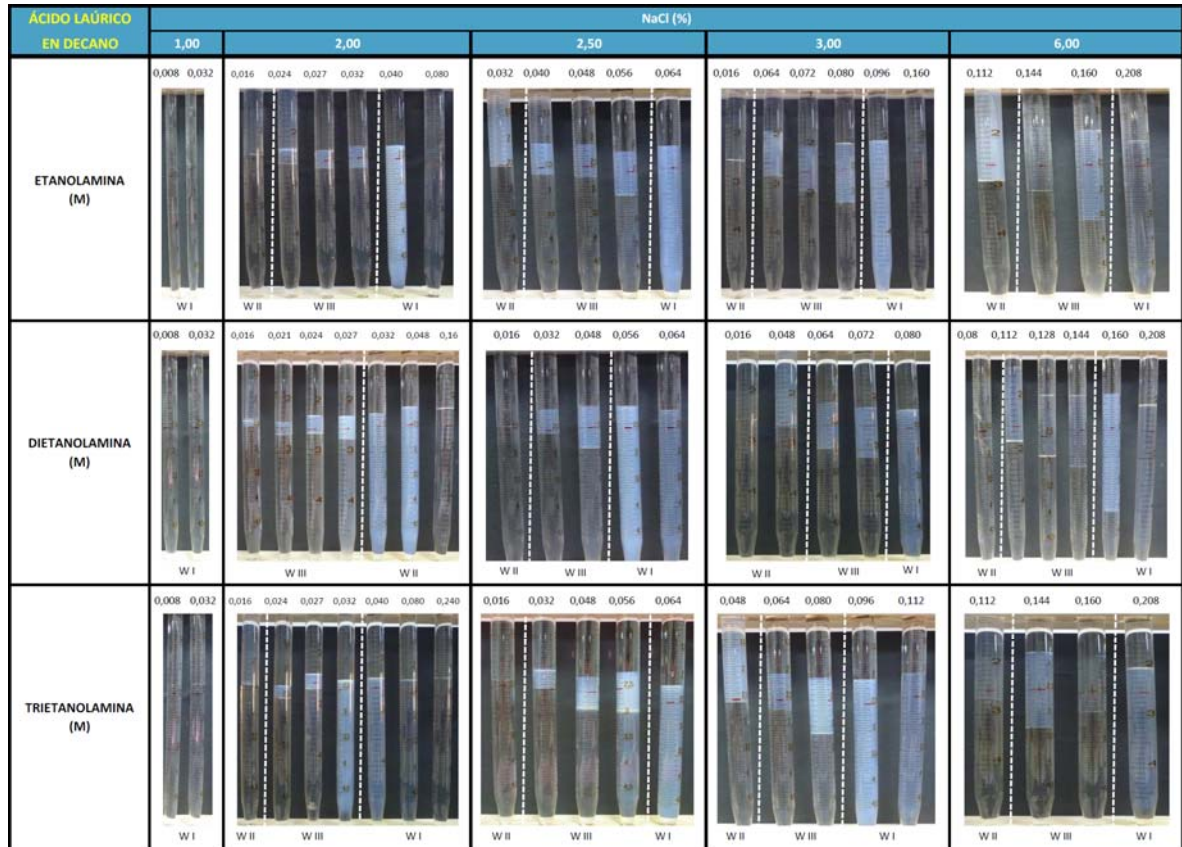 ÁCIDO LAÚRICO
EN DECANO
NaCl (%)
1,00 2,00 2,50 3,00 6,00
ETANOLAMINA
(M)
0,008 0,032 0,016 0,024 0,027 0,032 0,040 0,080 0,032 0,040 0,048 0,056 0,064 0,016 0,064 0,072 0,080 0,096 0,160 0,112 0,144 0,160 0,208
W I W II W III W I W II W III W I W II W III W I W II W III W I
DIETANOLAMINA
(M)
0,008 0,032 0,016 0,021 0,024 0,027 0,032 0,048 0,16 0,016 0,032 0,048 0,056 0,064 0,016 0,048 0,064 0,072 0,080 0,08 0,112 0,128 0,144 0,160 0,208
W I W III W II W II W III W I W II W III W I W II W III W I
TRIETANOLAMINA
(M)
0,008 0,032 0,016 0,024 0,027 0,032 0,040 0,080 0,240 0,016 0,032 0,048 0,056 0,064 0,048 0,064 0,080 0,096 0,112 0,112 0,144 0,160 0,208
W I W II W III W I W II W III W I W II W III W I W II W III W I